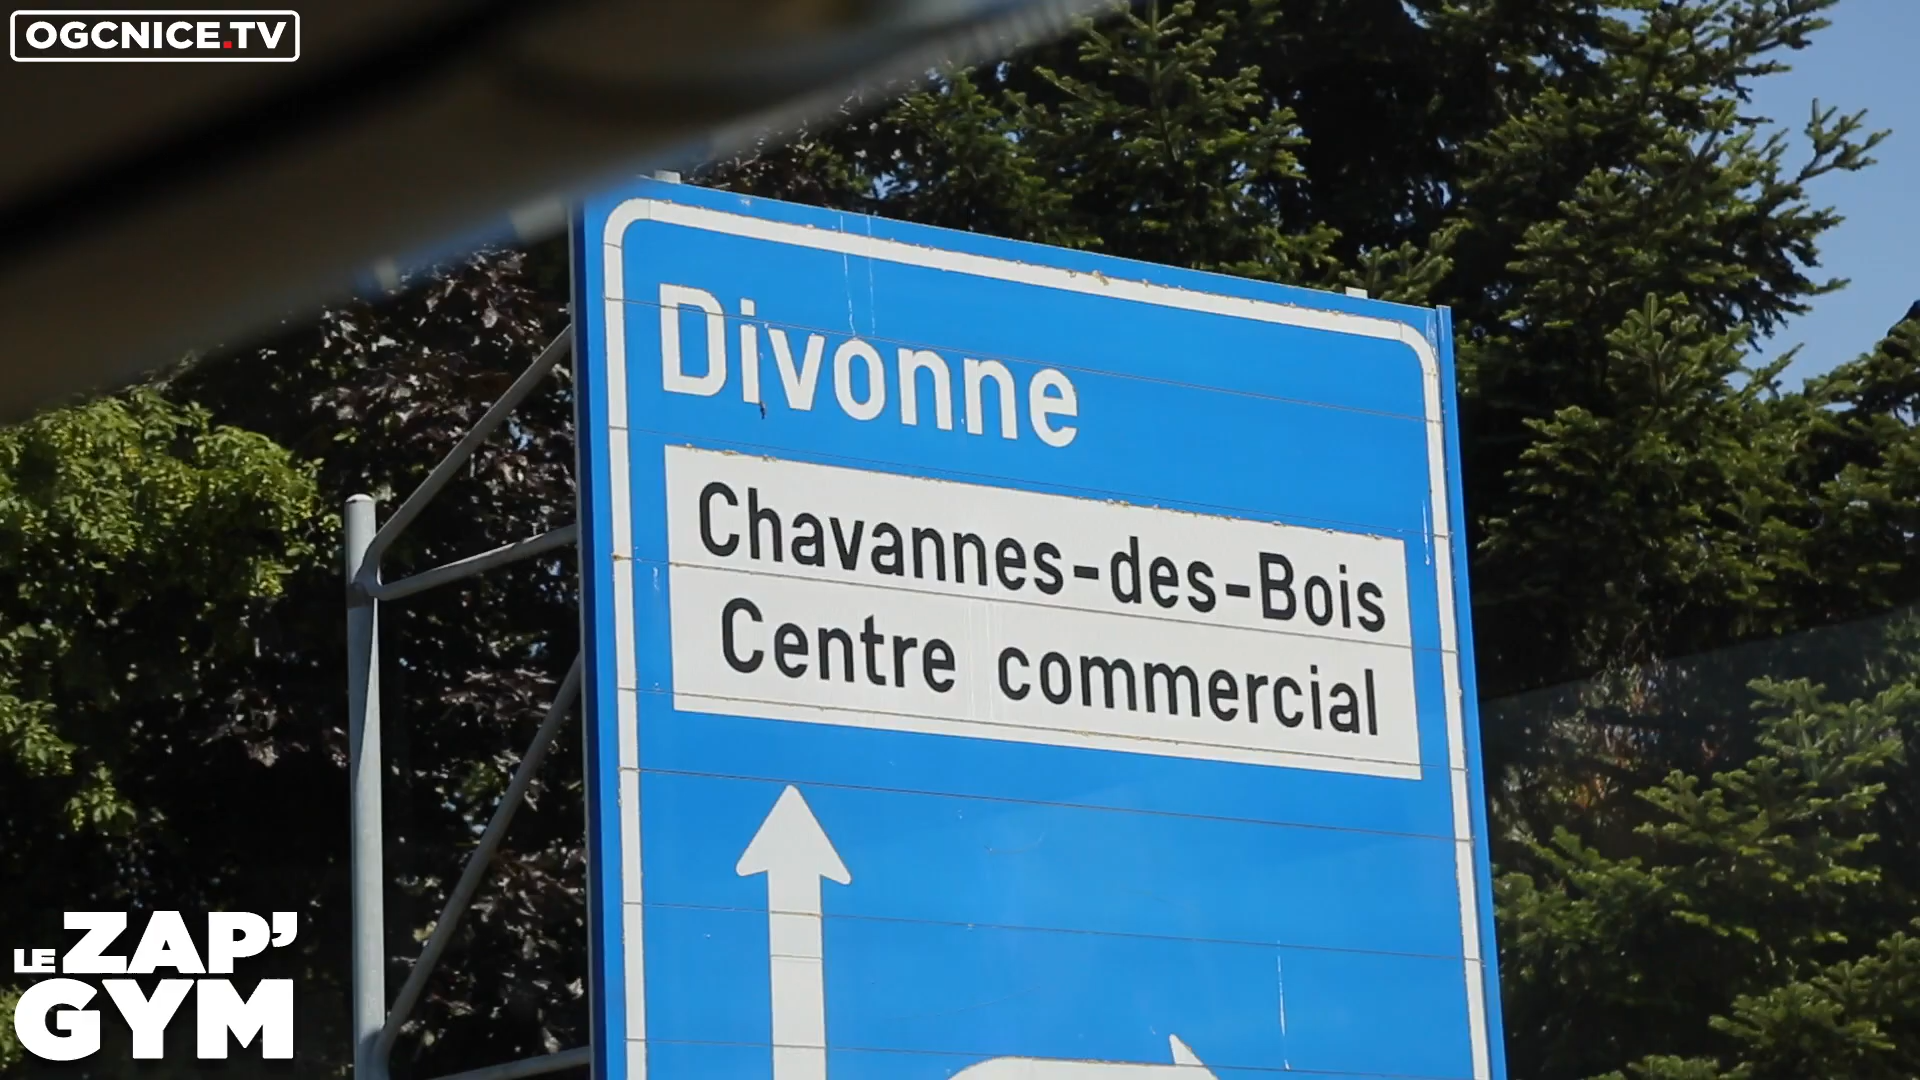 OGCNICE.TV
Divonne
Chavannes-des-Bois
Centre commercial
LE ZAP'
GYM